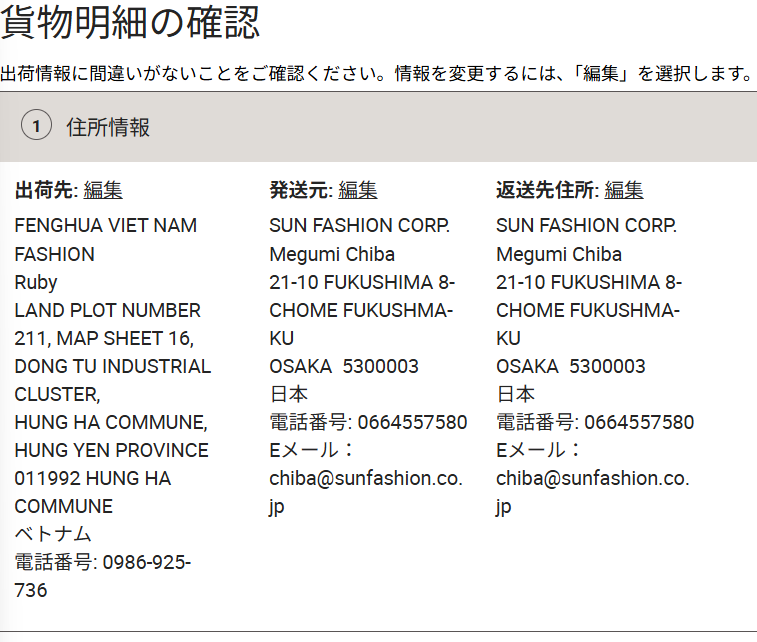 貨物明細の確認
出荷情報に間違いがないことをご確認ください。情報を変更するには、「編集」を選択します。
1 住所情報
出荷先: 編集
FENGHUA VIET NAM
FASHION
Ruby
LAND PLOT NUMBER
211, MAP SHEET 16,
DONG TU INDUSTRIAL
CLUSTER,
HUNG HA COMMUNE,
HUNG YEN PROVINCE
011992 HUNG HA
COMMUNE
ベトナム
電話番号: 0986-925-
736
発送元: 編集
SUN FASHION CORP.
Megumi Chiba
21-10 FUKUSHIMA 8-
CHOME FUKUSHMA-
KU
OSAKA 5300003
日本
電話番号: 0664557580
Eメール：
chiba@sunfashion.co.
jp
返送先住所: 編集
SUN FASHION CORP.
Megumi Chiba
21-10 FUKUSHIMA 8-
CHOME FUKUSHMA-
KU
OSAKA 5300003
日本
電話番号: 0664557580
Eメール：
chiba@sunfashion.co.
jp